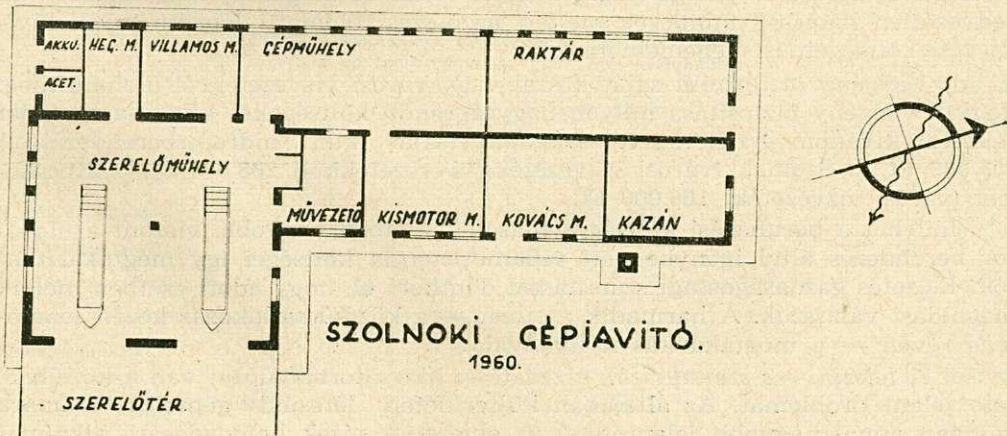 AKKU. HEG. M. VILLAMOS M. GÉPMŰHELY RAKTÁR
ACET.
SZERELŐMŰHELY
MŰVEZETŐ KISMOTOR M. KOVÁCS M. KAZÁN
SZOLNOKI GÉPJAVÍTÓ.
1960.
SZERELŐTÉR.